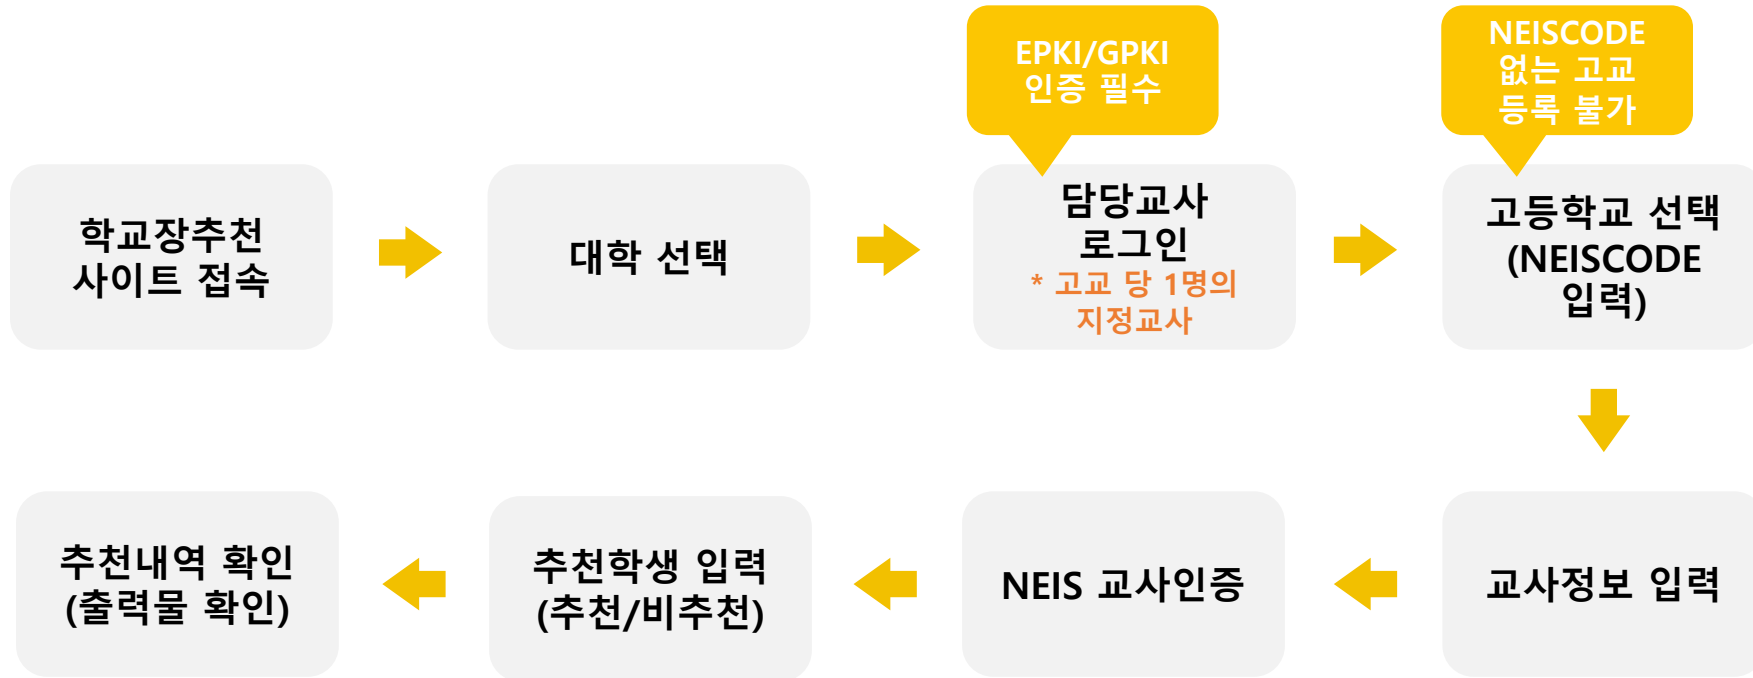 EPKI/GPKI
인증 필수
NEISCODE
없는 고교
등록 불가
학교장추천
사이트 접속
대학 선택
담당교사
로그인
* 고교 당 1명의
지정교사
고등학교 선택
(NEISCODE
입력)
교사정보 입력
NEIS 교사인증
추천학생 입력
(추천/비추천)
추천내역 확인
(출력물 확인)